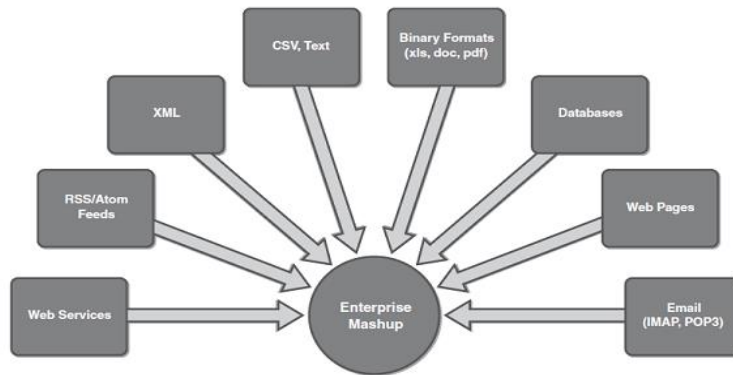 CSV, Text
Binary Formats
(xls, doc, pdf)
XML
Databases
RSS/Atom
Feeds
Web Pages
Web Services
Enterprise
Mashup
Email
(IMAP, POP3)